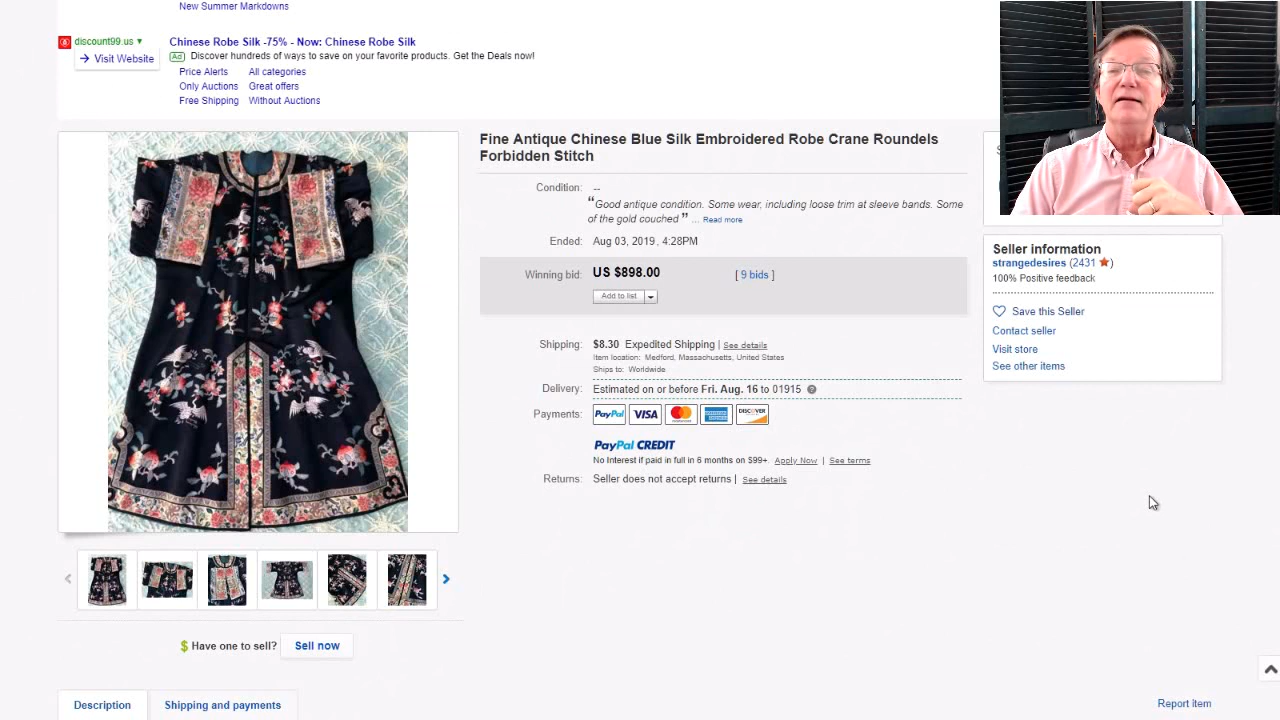 New Summer Markdowns
discount99.us
Visit Website
Chinese Robe Silk -75% - Now: Chinese Robe Silk
Ad Discover hundreds of ways to save on your favorite products. Get the Deals now!
Price Alerts All categories
Only Auctions Great offers
Free Shipping Without Auctions
Fine Antique Chinese Blue Silk Embroidered Robe Crane Roundels
Forbidden Stitch
Condition: --
“Good antique condition. Some wear, including loose trim at sleeve bands. Some
of the gold couched ” ... Read more
Ended: Aug 03, 2019 , 4:28PM
Winning bid: US $898.00 [ 9 bids ]
Add to list
Shipping: $8.30 Expedited Shipping | See details
Item location: Medford, Massachusetts, United States
Ships to: Worldwide
Delivery: Estimated on or before Fri. Aug. 16 to 01915
Payments: PayPal VISA MasterCard AMERICAN EXPRESS DISCOVER
PayPal CREDIT
No Interest if paid in full in 6 months on $99+. Apply Now | See terms
Returns: Seller does not accept returns | See details
Seller information
strangedesires (2431 )
100% Positive feedback
Save this Seller
Contact seller
Visit store
See other items
$ Have one to sell? Sell now
Description Shipping and payments
Report item